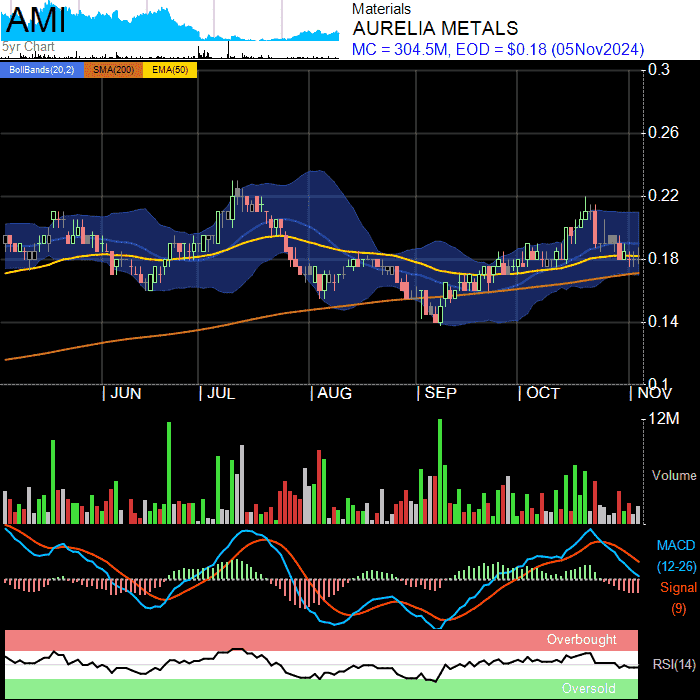 AMI
5yr Chart
Materials
AURELIA METALS
MC = 304.5M, EOD = $0.18 (05Nov2024)
BollBands(20,2) SMA(200) EMA(50)
0.3
0.26
0.22
0.18
0.14
0.1
JUN JUL AUG SEP OCT NOV
12M
Volume
MACD
(12-26)
Signal
(9)
Overbought
RSI(14)
Oversold